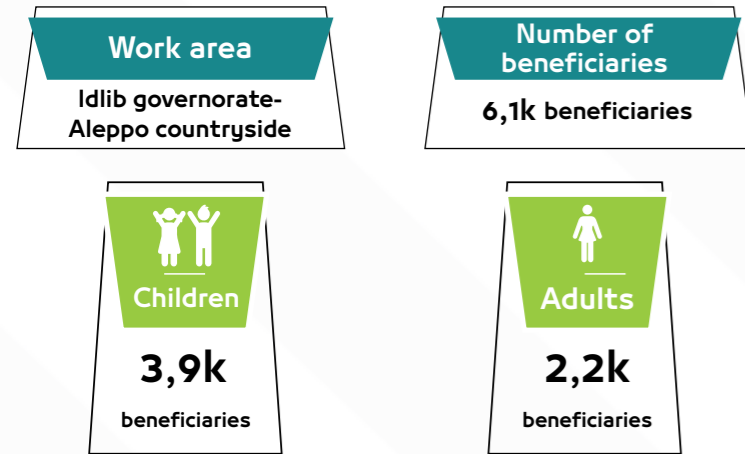 Work area
Idlib governorate-
Aleppo countryside
Number of
beneficiaries
6,1k beneficiaries
Children
3,9k
beneficiaries
Adults
2,2k
beneficiaries